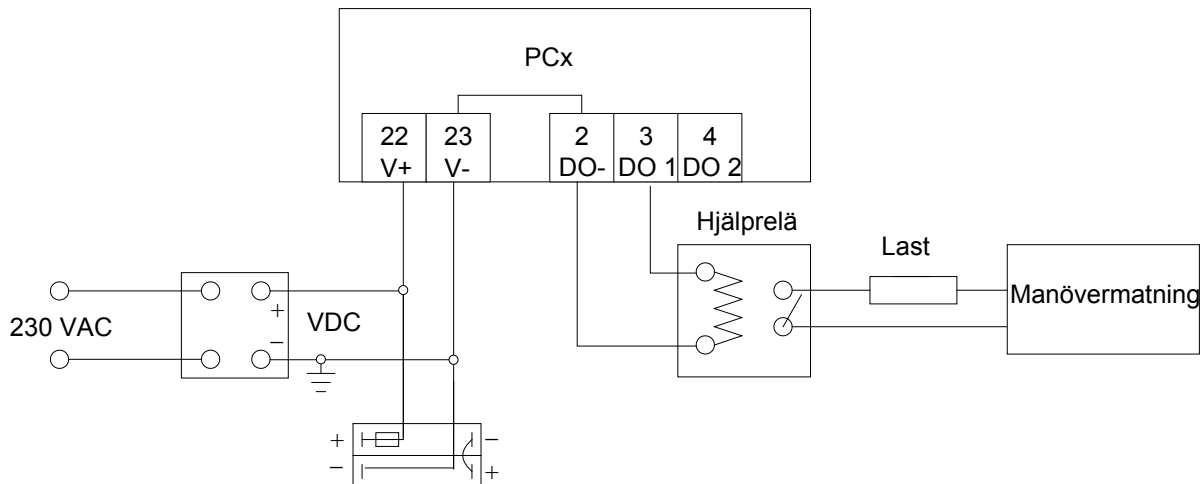 PCx
22 23 2 3 4
V+ V- DO- DO 1 DO 2
Hjälprelä
Last
Manövermatning
230 VAC
+
VDC
–
+ –
– +